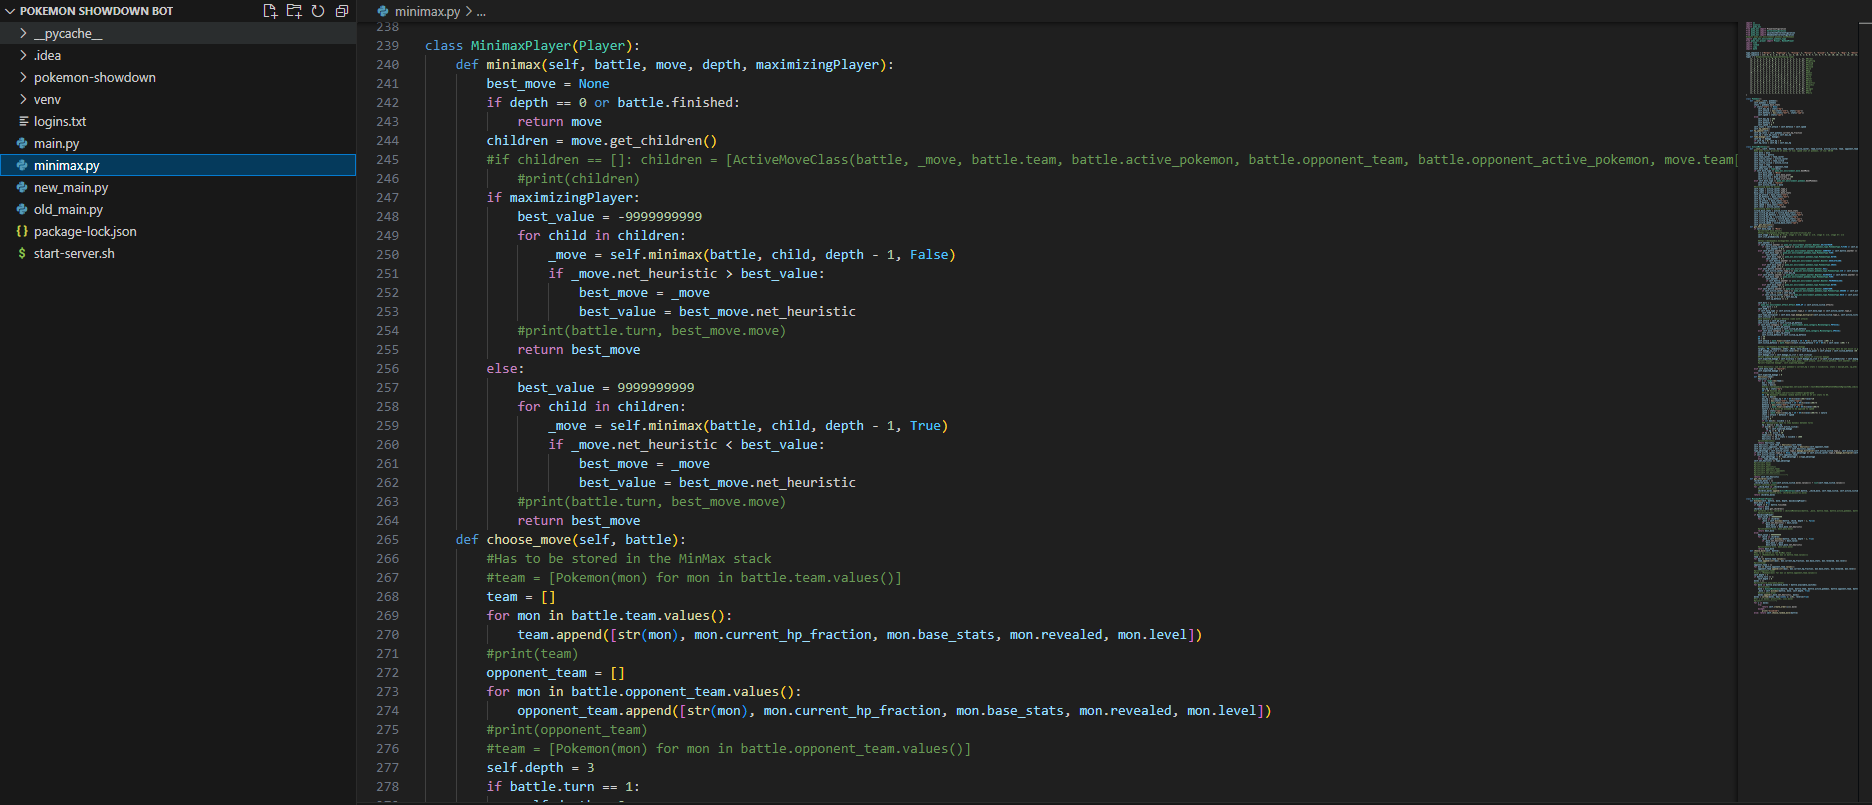 POKEMON SHOWDOWN BOT
__pycache__
.idea
pokemon-showdown
venv
logins.txt
main.py
minimax.py
new_main.py
old_main.py
package-lock.json
start-server.sh
minimax.py > ...
238
239 class MinimaxPlayer(Player):
240 def minimax(self, battle, move, depth, maximizingPlayer):
241 best_move = None
242 if depth == 0 or battle.finished:
243 return move
244 children = move.get_children()
245 #if children == []: children = [ActiveMoveClass(battle, _move, battle.team, battle.active_pokemon, battle.opponent_team, battle.opponent_active_pokemon, move.team[
246 #print(children)
247 if maximizingPlayer:
248 best_value = -9999999999
249 for child in children:
250 _move = self.minimax(battle, child, depth - 1, False)
251 if _move.net_heuristic > best_value:
252 best_move = _move
253 best_value = best_move.net_heuristic
254 #print(battle.turn, best_move.move)
255 return best_move
256 else:
257 best_value = 9999999999
258 for child in children:
259 _move = self.minimax(battle, child, depth - 1, True)
260 if _move.net_heuristic < best_value:
261 best_move = _move
262 best_value = best_move.net_heuristic
263 #print(battle.turn, best_move.move)
264 return best_move
265 def choose_move(self, battle):
266 #Has to be stored in the MinMax stack
267 #team = [Pokemon(mon) for mon in battle.team.values()]
268 team = []
269 for mon in battle.team.values():
270 team.append([str(mon), mon.current_hp_fraction, mon.base_stats, mon.revealed, mon.level])
271 #print(team)
272 opponent_team = []
273 for mon in battle.opponent_team.values():
274 opponent_team.append([str(mon), mon.current_hp_fraction, mon.base_stats, mon.revealed, mon.level])
275 #print(opponent_team)
276 #team = [Pokemon(mon) for mon in battle.opponent_team.values()]
277 self.depth = 3
278 if battle.turn == 1: